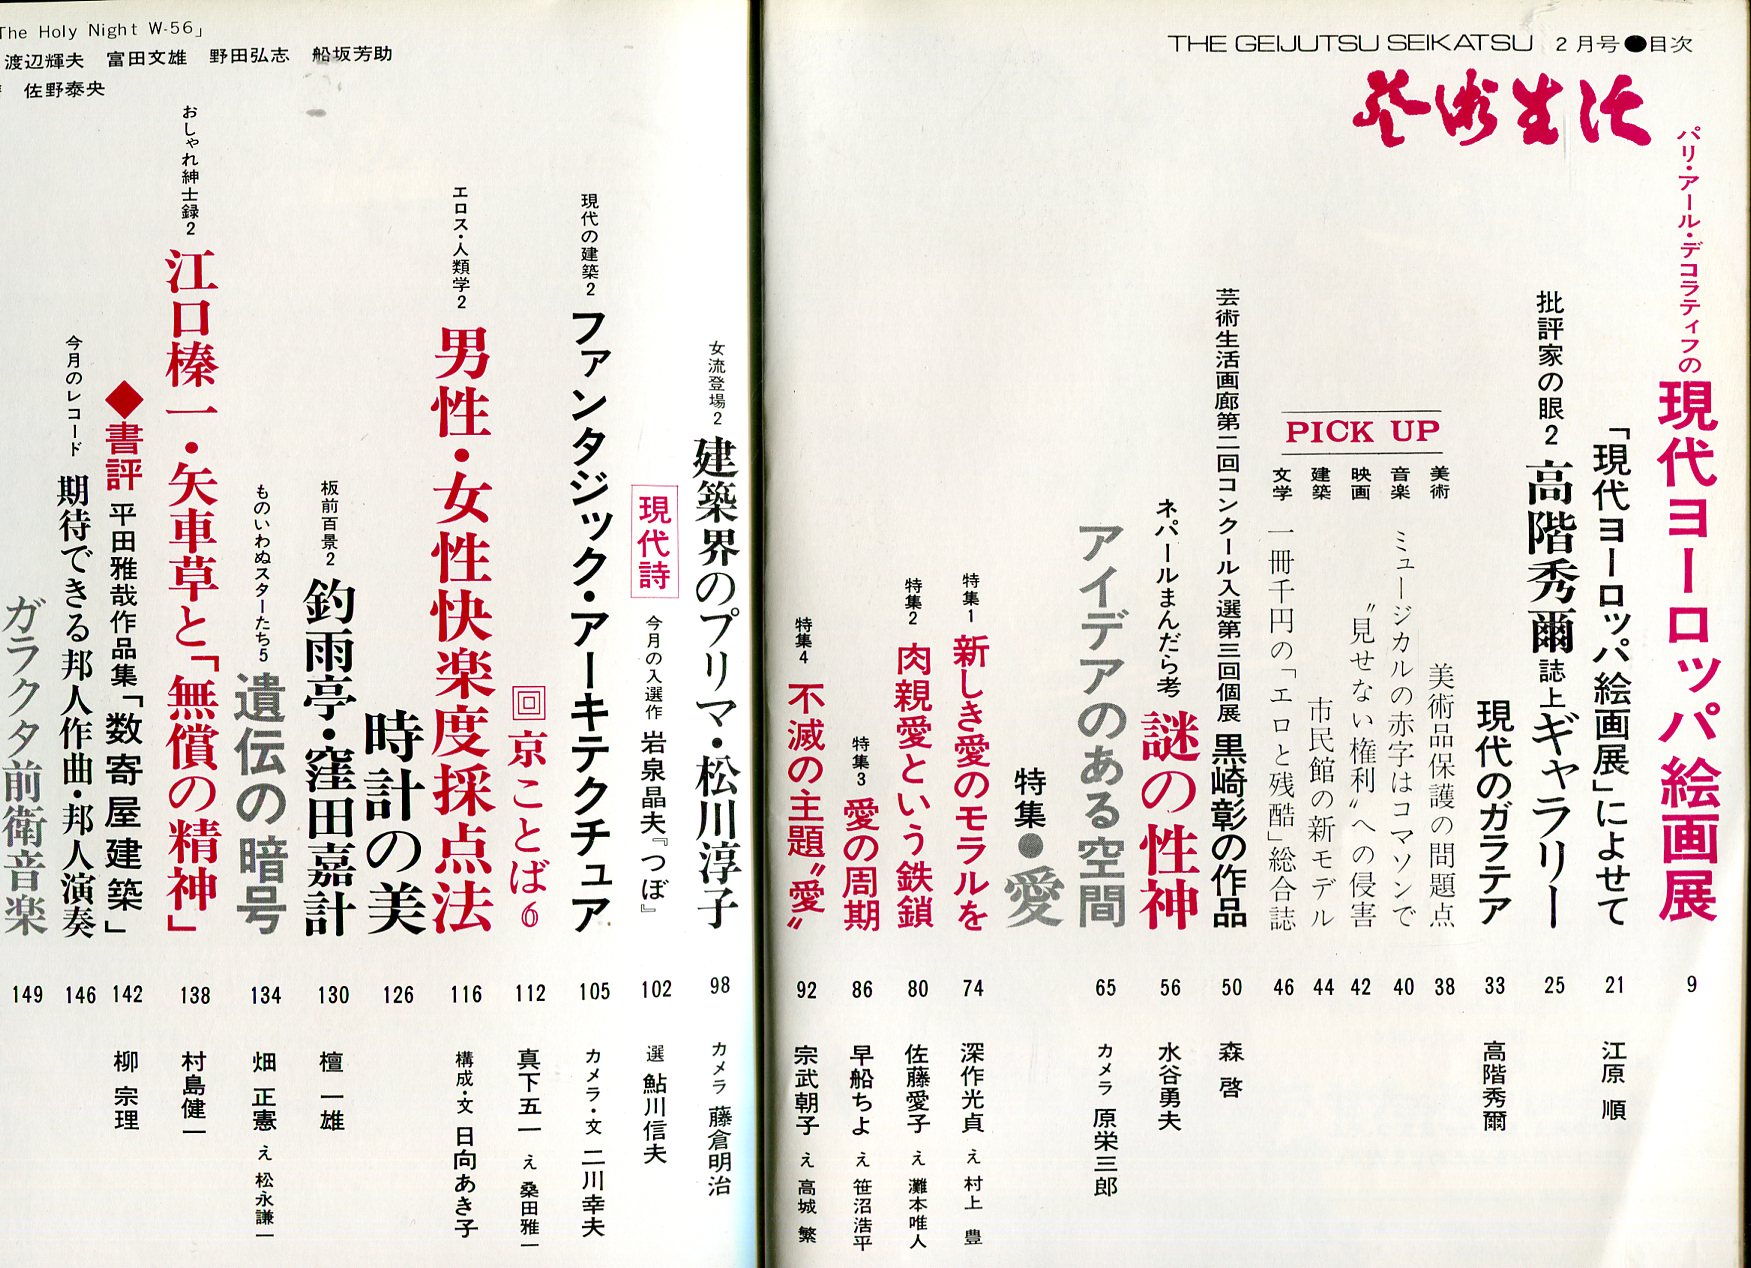 THE GEIJUTSU SEIKATSU 2月号●目次
藝術生活
パリ・アール・デコラティフの 現代ヨーロッパ絵画展 9
「現代ヨーロッパ絵画展」によせて 21 江原 順
批評家の眼2 高階秀爾誌上ギャラリー 25
現代のガラテア 33 高階秀爾
PICK UP
美術 美術品保護の問題点 38
音楽 ミュージカルの赤字はコマソンで 40
映画 〝見せない権利〟への侵害 42
建築 市民館の新モデル 44
文学 一冊千円の「エロと残酷」総合誌 46
芸術生活画廊第二回コンクール入選第三回個展 黒崎彰の作品 50 森 啓
ネパールまんだら考 謎の性神 56 水谷勇夫
アイデアのある空間 65 カメラ 原栄三郎
特集●愛
特集1 新しき愛のモラルを 74 深作光貞 え 村上 豊
特集2 肉親愛という鉄鎖 80 佐藤愛子 え 灘本唯人
特集3 愛の周期 86 早船ちよ え 笹沼浩平
特集4 不滅の主題〝愛〟 92 宗武朝子 え 高城 繁
女流登場2 建築界のプリマ・松川淳子 98 カメラ 藤倉明治
現代詩 今月の入選作 岩泉晶夫『つぼ』 102 選 鮎川信夫
現代の建築2 ファンタジック・アーキテクチュア 105 カメラ・文 二川幸夫
回 京ことば6 112 真下五一 え 桑田雅一
エロス・人類学2 男性・女性快楽度採点法 116 構成・文 日向あき子
時計の美 126
板前百景2 釣雨亭・窪田嘉計 130 檀 一雄
ものいわぬスターたち5 遺伝の暗号 134 畑 正憲 え 松永謙一
おしゃれ紳士録2 江口榛一・矢車草と「無償の精神」 138 村島健一
◆書評 平田雅哉作品集「数寄屋建築」 142 柳 宗理
今月のレコード 期待できる邦人作曲・邦人演奏 146
ガラクタ前衛音楽 149
The Holy Night W-56」
渡辺輝夫 富田文雄 野田弘志 船坂芳助
佐野泰央